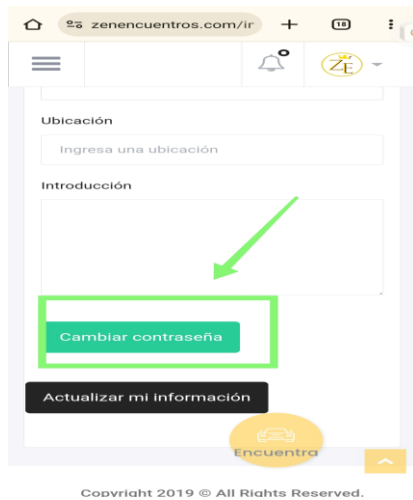 zenencuentros.com/ir
18
ZE
Ubicación
Ingresa una ubicación
Introducción
Cambiar contraseña
Actualizar mi información
Encuentra
Copyright 2019 © All Rights Reserved.